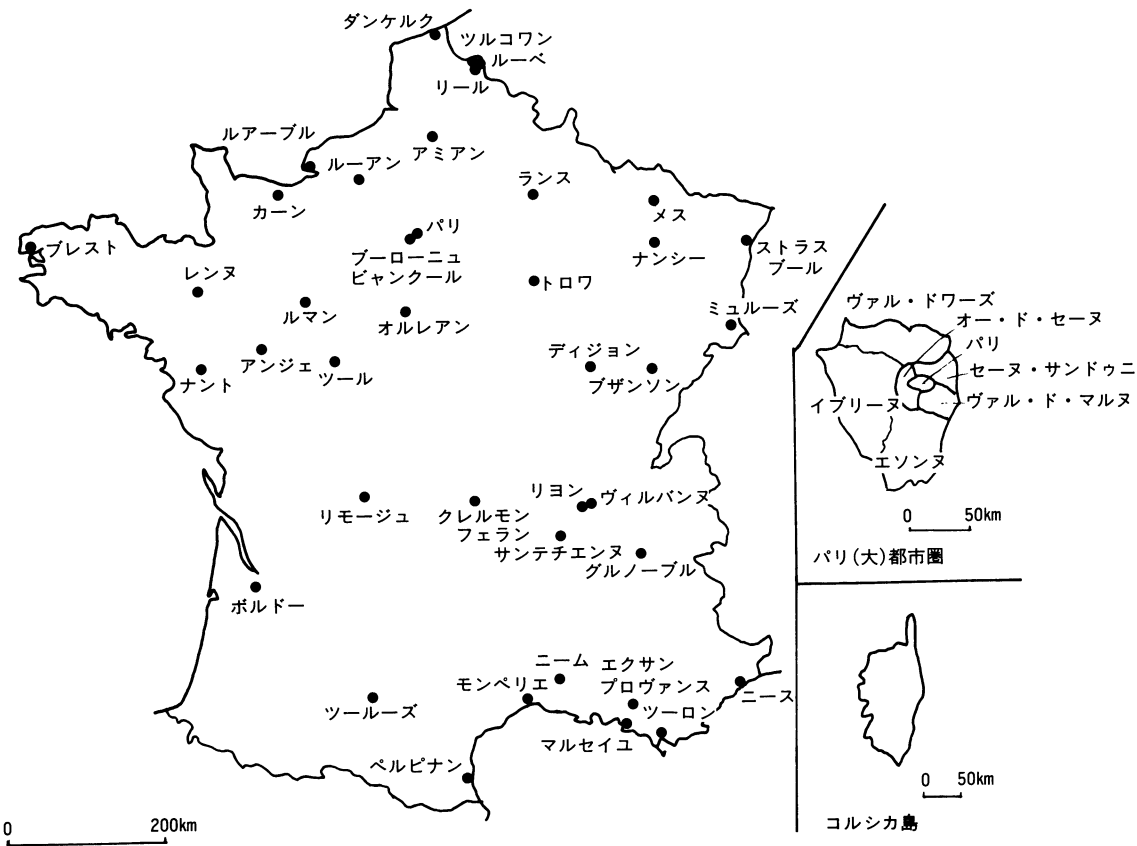 ダンケルク
ツルコワン
ルーベ
リール
ルアーブル
アミアン
ルーアン
ランス
カーン
メス
パリ
ブレスト
ブーローニュ
ビャンクール
ナンシー
ストラス
ブール
レンヌ
トロワ
ルマン
オルレアン
ミュルーズ
アンジェ
ツール
ディジョン
ブザンソン
ナント
リヨン
ヴィルバンヌ
リモージュ
クレルモン
フェラン
サンテチエンヌ
グルノーブル
ボルドー
ニーム
エクサン
プロヴァンス
モンペリエ
ニース
ツールーズ
ツーロン
マルセイユ
ペルピナン
0 200km
ヴァル・ドワーズ
オー・ド・セーヌ
パリ
セーヌ・サンドゥニ
イブリーヌ
ヴァル・ド・マルヌ
エソンヌ
0 50km
パリ(大)都市圏
0 50km
コルシカ島